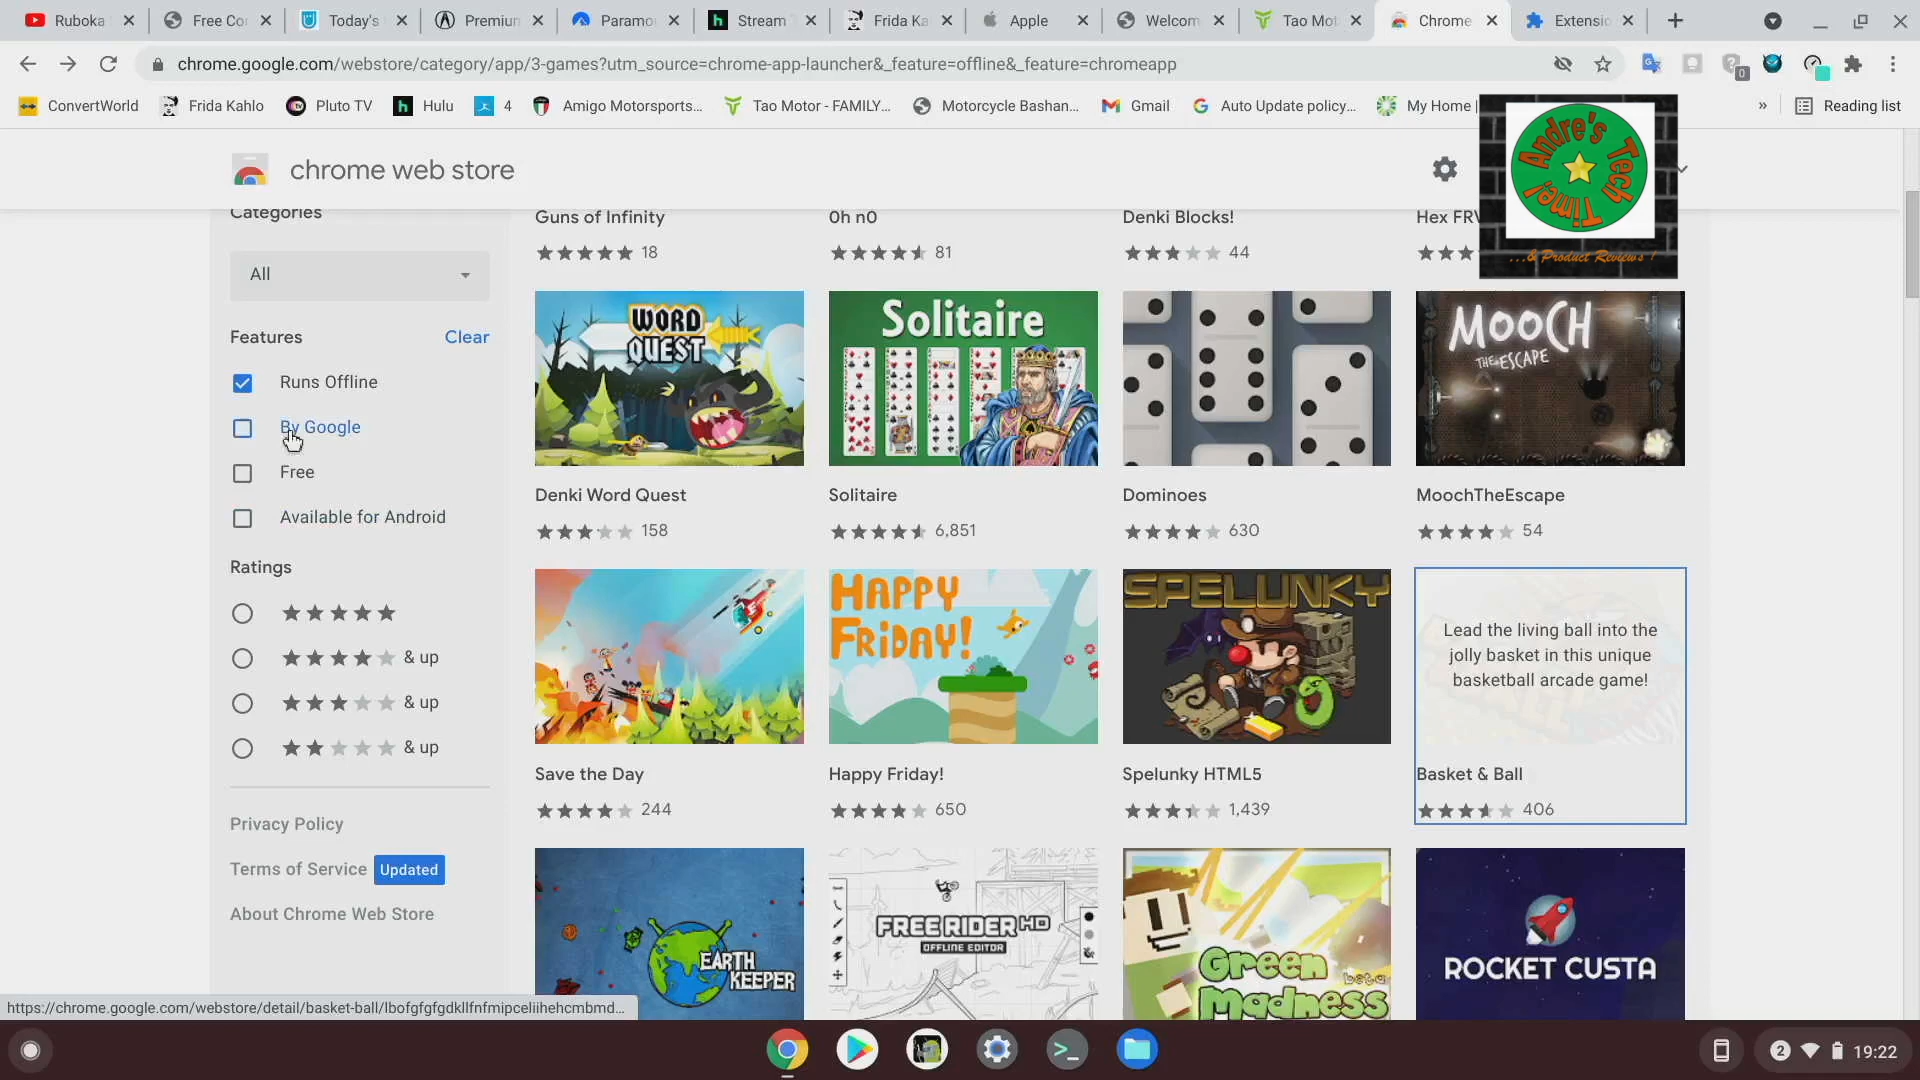 Ruboka
Free Co
Today's
Premiun
Paramo
Stream
Frida Ka
Apple
Welcom
Tao Mot
Chrome
Extensio
chrome.google.com/webstore/category/app/3-games?utm_source=chrome-app-launcher&_feature=offline&_feature=chromeapp
0
ConvertWorld
Frida Kahlo
Pluto TV
Hulu
4
Amigo Motorsports...
Tao Motor - FAMILY...
Motorcycle Bashan...
Gmail
Auto Update policy...
My Home |
»
Reading list
chrome web store
Andre's Tech Time!
...& Product Reviews !
Categories
All
Features
Clear
Runs Offline
By Google
Free
Available for Android
Ratings
& up
& up
& up
Privacy Policy
Terms of Service
Updated
About Chrome Web Store
Guns of Infinity
18
0h n0
81
Denki Blocks!
44
Hex FRV
WORD
QUEST
Denki Word Quest
158
Solitaire
Solitaire
6,851
Dominoes
630
MOOCH
THE ESCAPE
MoochTheEscape
54
Save the Day
244
HAPPY
FRiDAY!
Happy Friday!
650
SPELUNKY
Spelunky HTML5
1,439
Lead the living ball into the
jolly basket in this unique
basketball arcade game!
Basket & Ball
406
EARTH
KEEPER
FREE RIDER HD
OFFLINE EDITOR
Green
beta
Madness
ROCKET CUSTA
https://chrome.google.com/webstore/detail/basket-ball/lbofgfgfgdkllfnfmipceliihehcmbmd...
2
19:22